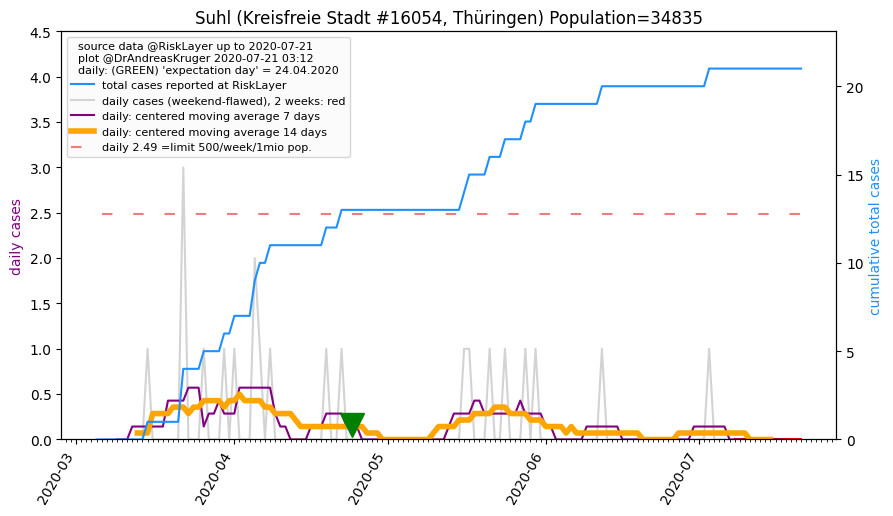 Suhl (Kreisfreie Stadt #16054, Thüringen) Population=34835
source data @RiskLayer up to 2020-07-21
plot @DrAndreasKruger 2020-07-21 03:12
daily: (GREEN) 'expectation day' = 24.04.2020
total cases reported at RiskLayer
daily cases (weekend-flawed), 2 weeks: red
daily: centered moving average 7 days
daily: centered moving average 14 days
daily 2.49 =limit 500/week/1mio pop.
daily cases
4.5
4.0
3.5
3.0
2.5
2.0
1.5
1.0
0.5
0.0
20
15
10
5
0
cumulative total cases
2020-03
2020-04
2020-05
2020-06
2020-07